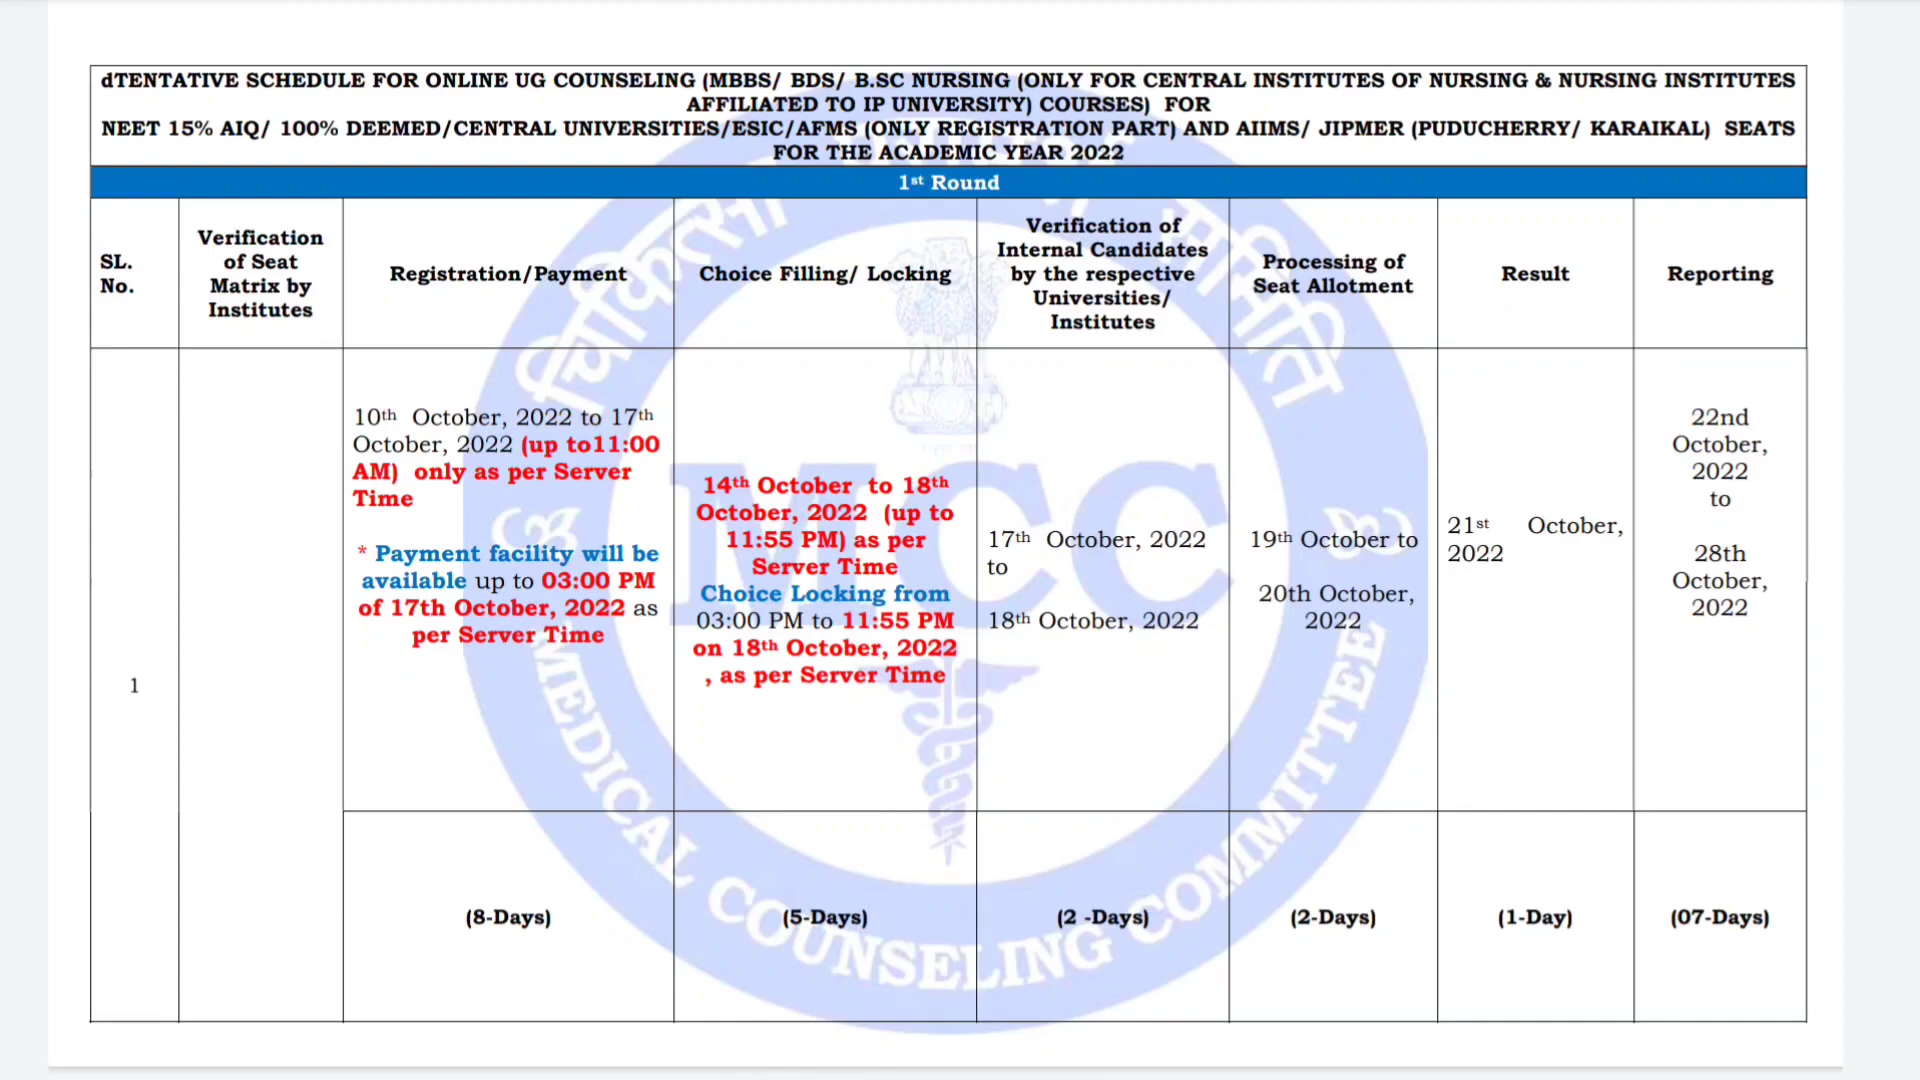 dTENTATIVE SCHEDULE FOR ONLINE UG COUNSELING (MBBS/ BDS/ B.SC NURSING (ONLY FOR CENTRAL INSTITUTES OF NURSING & NURSING INSTITUTES
AFFILIATED TO IP UNIVERSITY) COURSES) FOR
NEET 15% AIQ/ 100% DEEMED/CENTRAL UNIVERSITIES/ESIC/AFMS (ONLY REGISTRATION PART) AND AIIMS/ JIPMER (PUDUCHERRY/ KARAIKAL) SEATS
FOR THE ACADEMIC YEAR 2022
1st Round
SL.
No.
Verification
of Seat
Matrix by
Institutes
Registration/Payment
Choice Filling/ Locking
Verification of
Internal Candidates
by the respective
Universities/
Institutes
Processing of
Seat Allotment
Result
Reporting
1
10th October, 2022 to 17th
October, 2022 (up to11:00
AM) only as per Server
Time
* Payment facility will be
available up to 03:00 PM
of 17th October, 2022 as
per Server Time
14th October to 18th
October, 2022 (up to
11:55 PM) as per
Server Time
Choice Locking from
03:00 PM to 11:55 PM
on 18th October, 2022
, as per Server Time
17th October, 2022
to
18th October, 2022
19th October to
20th October,
2022
21st October,
2022
22nd
October,
2022
to
28th
October,
2022
(8-Days)
(5-Days)
(2 -Days)
(2-Days)
(1-Day)
(07-Days)
MCC
MEDICAL COUNSELING COMMITTEE